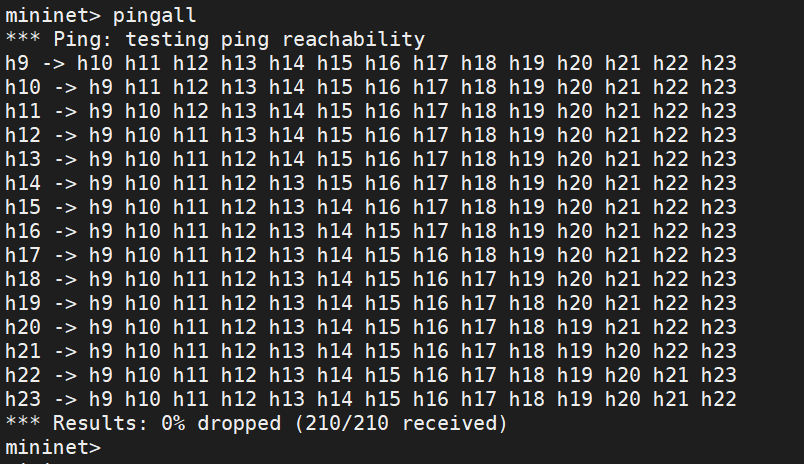 mininet> pingall
*** Ping: testing ping reachability
h9 -> h10 h11 h12 h13 h14 h15 h16 h17 h18 h19 h20 h21 h22 h23
h10 -> h9 h11 h12 h13 h14 h15 h16 h17 h18 h19 h20 h21 h22 h23
h11 -> h9 h10 h12 h13 h14 h15 h16 h17 h18 h19 h20 h21 h22 h23
h12 -> h9 h10 h11 h13 h14 h15 h16 h17 h18 h19 h20 h21 h22 h23
h13 -> h9 h10 h11 h12 h14 h15 h16 h17 h18 h19 h20 h21 h22 h23
h14 -> h9 h10 h11 h12 h13 h15 h16 h17 h18 h19 h20 h21 h22 h23
h15 -> h9 h10 h11 h12 h13 h14 h16 h17 h18 h19 h20 h21 h22 h23
h16 -> h9 h10 h11 h12 h13 h14 h15 h17 h18 h19 h20 h21 h22 h23
h17 -> h9 h10 h11 h12 h13 h14 h15 h16 h18 h19 h20 h21 h22 h23
h18 -> h9 h10 h11 h12 h13 h14 h15 h16 h17 h19 h20 h21 h22 h23
h19 -> h9 h10 h11 h12 h13 h14 h15 h16 h17 h18 h20 h21 h22 h23
h20 -> h9 h10 h11 h12 h13 h14 h15 h16 h17 h18 h19 h21 h22 h23
h21 -> h9 h10 h11 h12 h13 h14 h15 h16 h17 h18 h19 h20 h22 h23
h22 -> h9 h10 h11 h12 h13 h14 h15 h16 h17 h18 h19 h20 h21 h23
h23 -> h9 h10 h11 h12 h13 h14 h15 h16 h17 h18 h19 h20 h21 h22
*** Results: 0% dropped (210/210 received)
mininet>